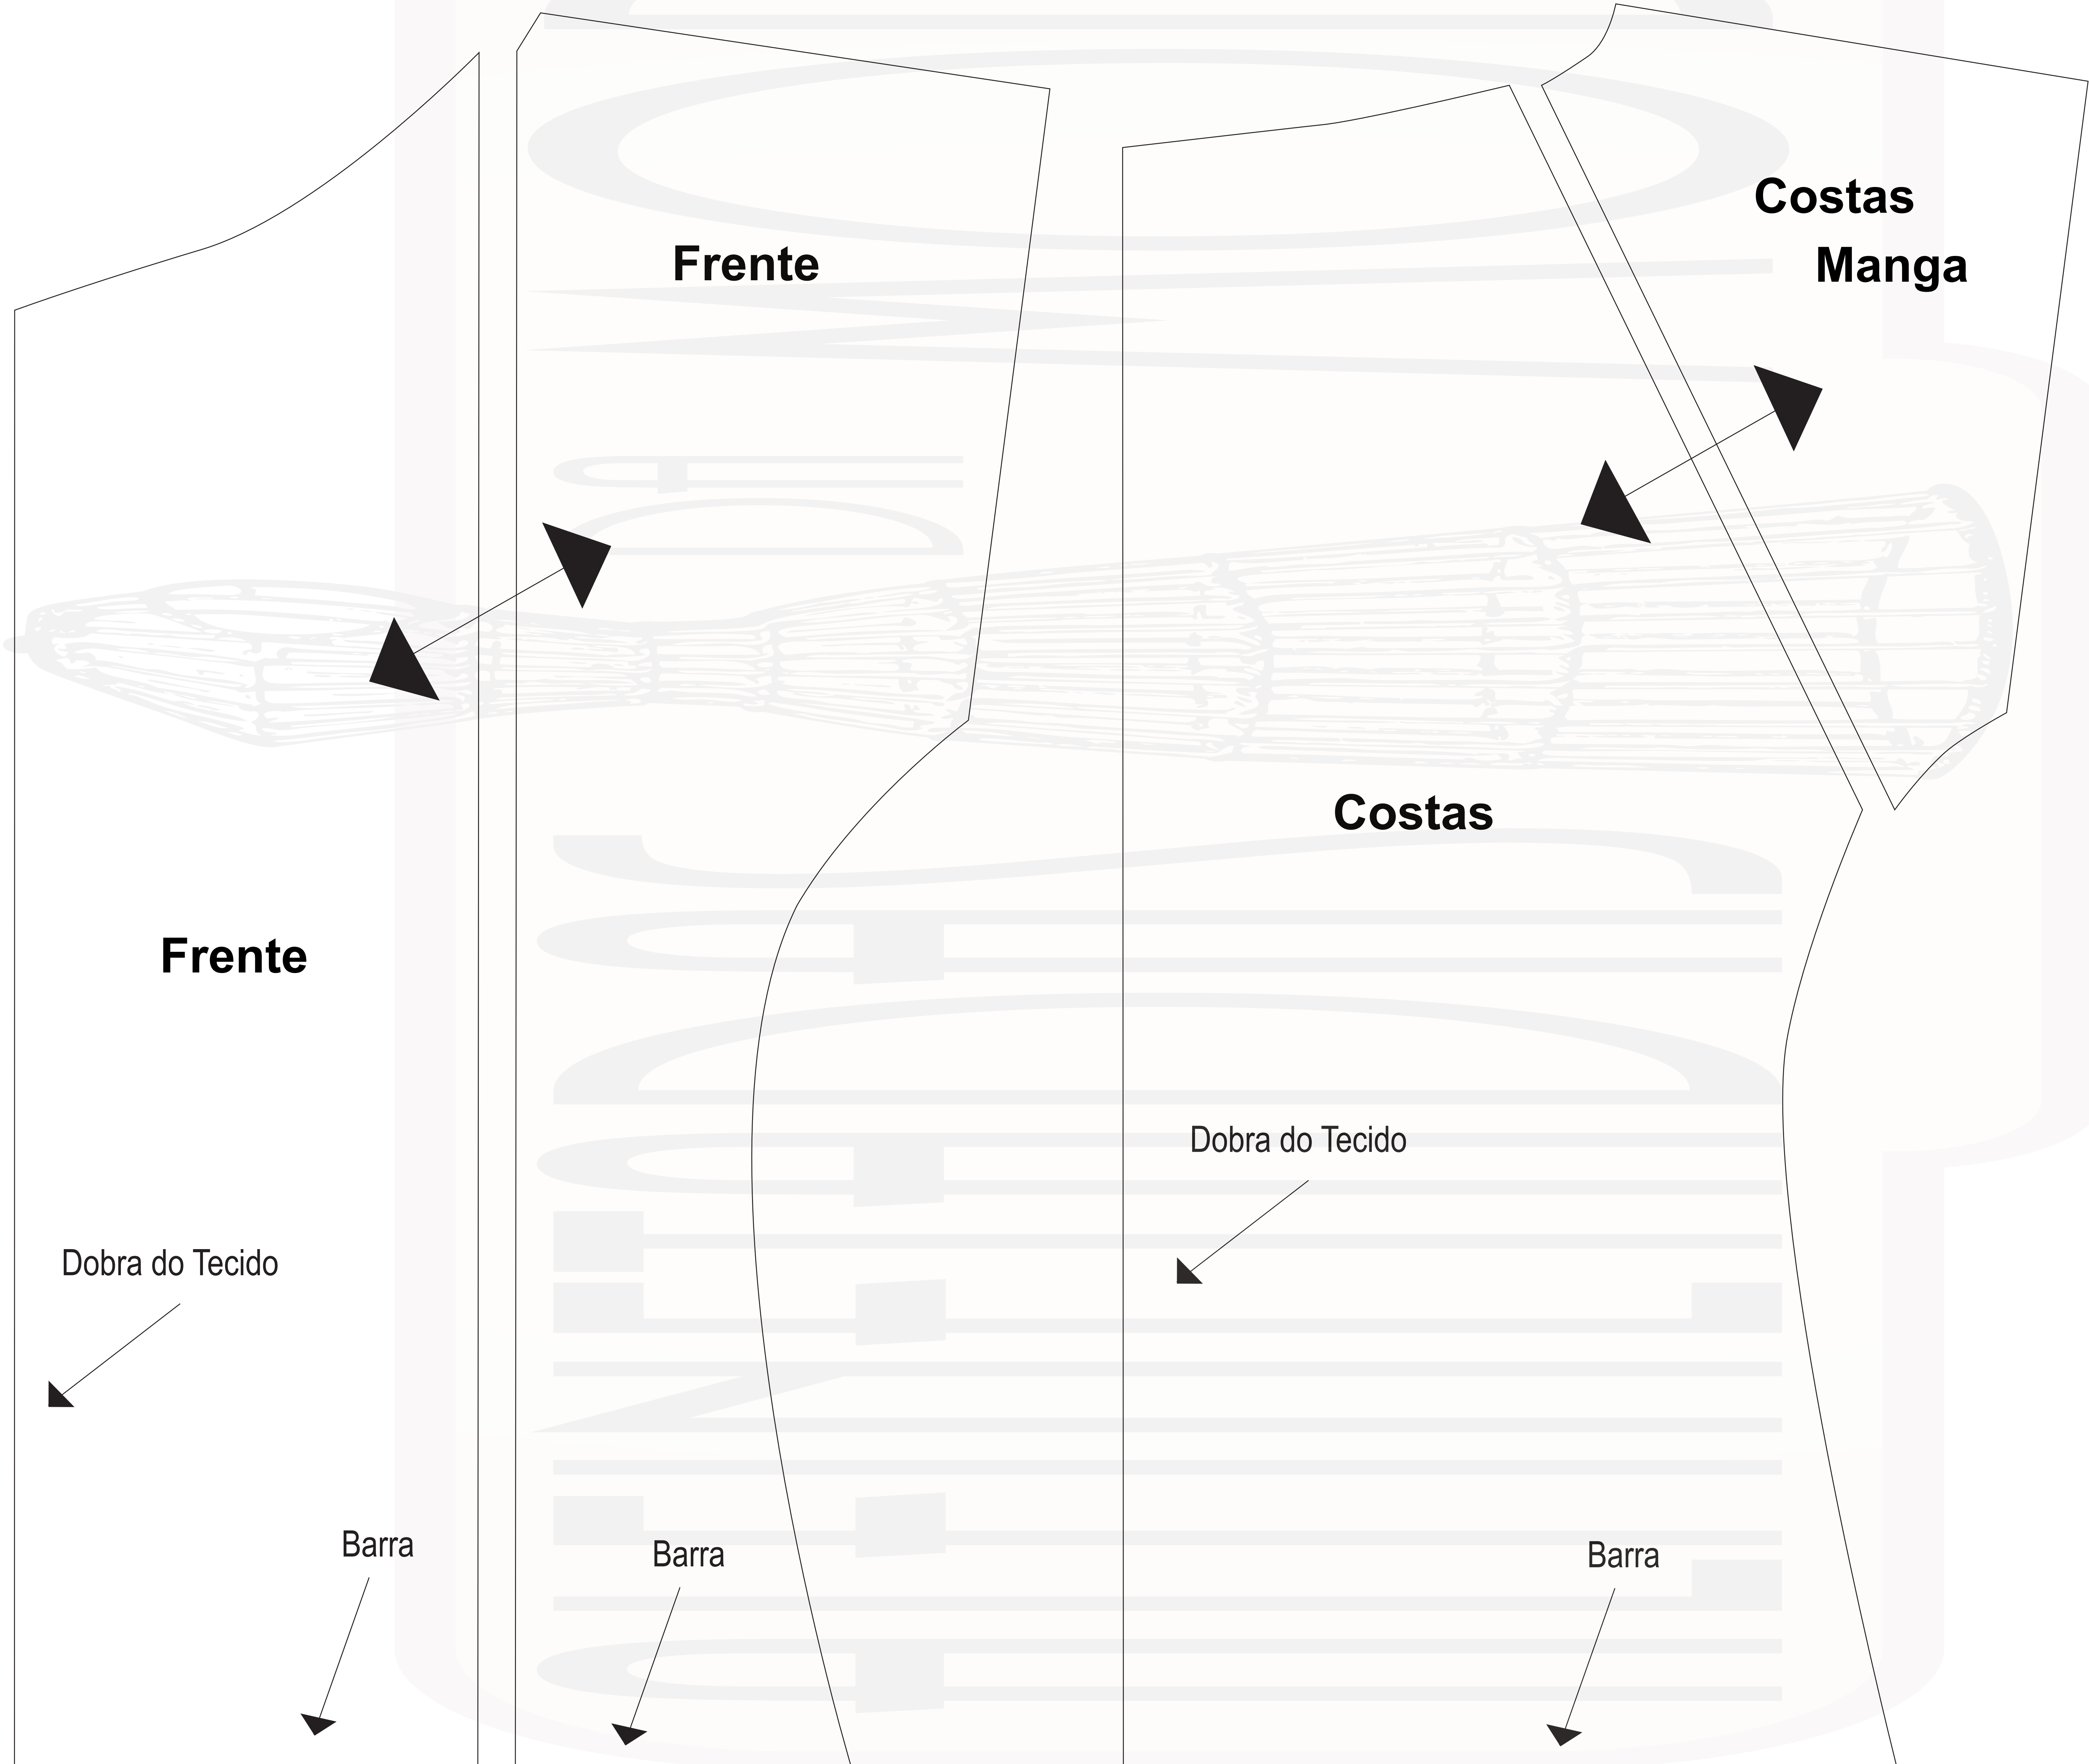 Costas
Manga
Frente
Costas
Frente
Dobra do Tecido
Dobra do Tecido
Barra
Barra
Barra